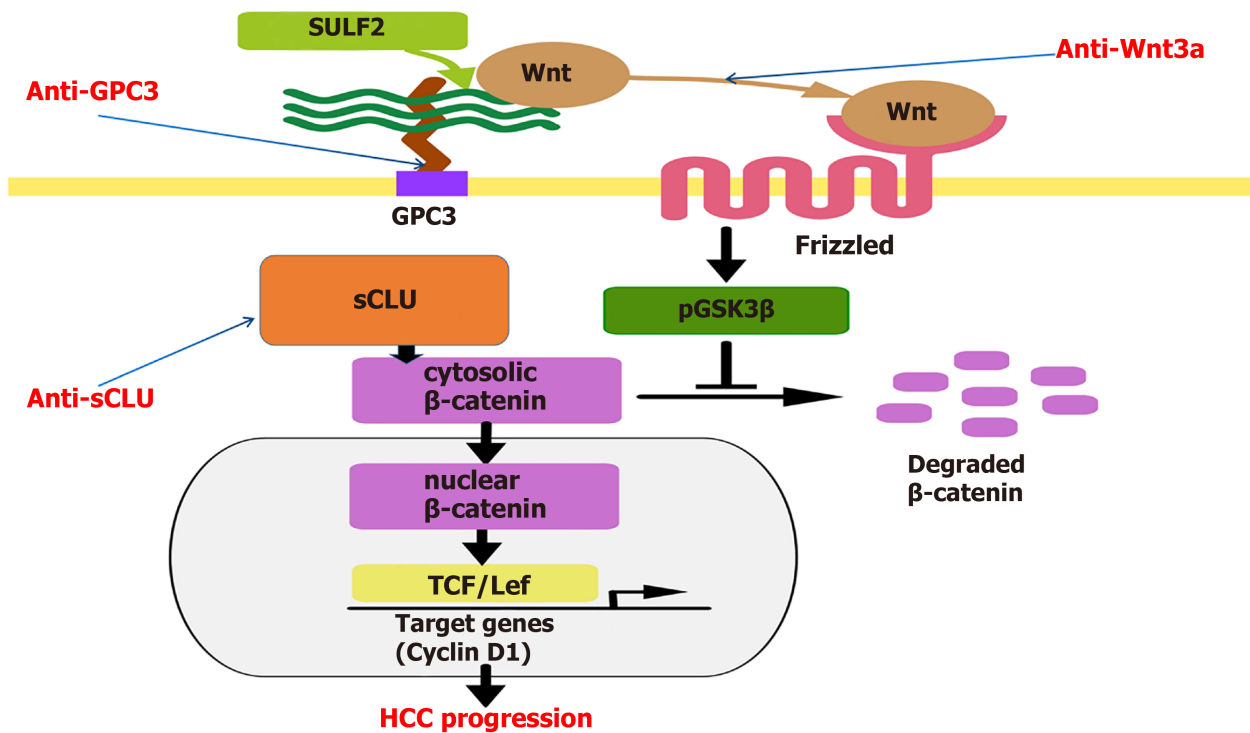 SULF2
Wnt
Anti-Wnt3a
Anti-GPC3
Wnt
GPC3
Frizzled
sCLU
pGSK3β
Anti-sCLU
cytosolic
β-catenin
Degraded
β-catenin
nuclear
β-catenin
TCF/Lef
Target genes
(Cyclin D1)
HCC progression